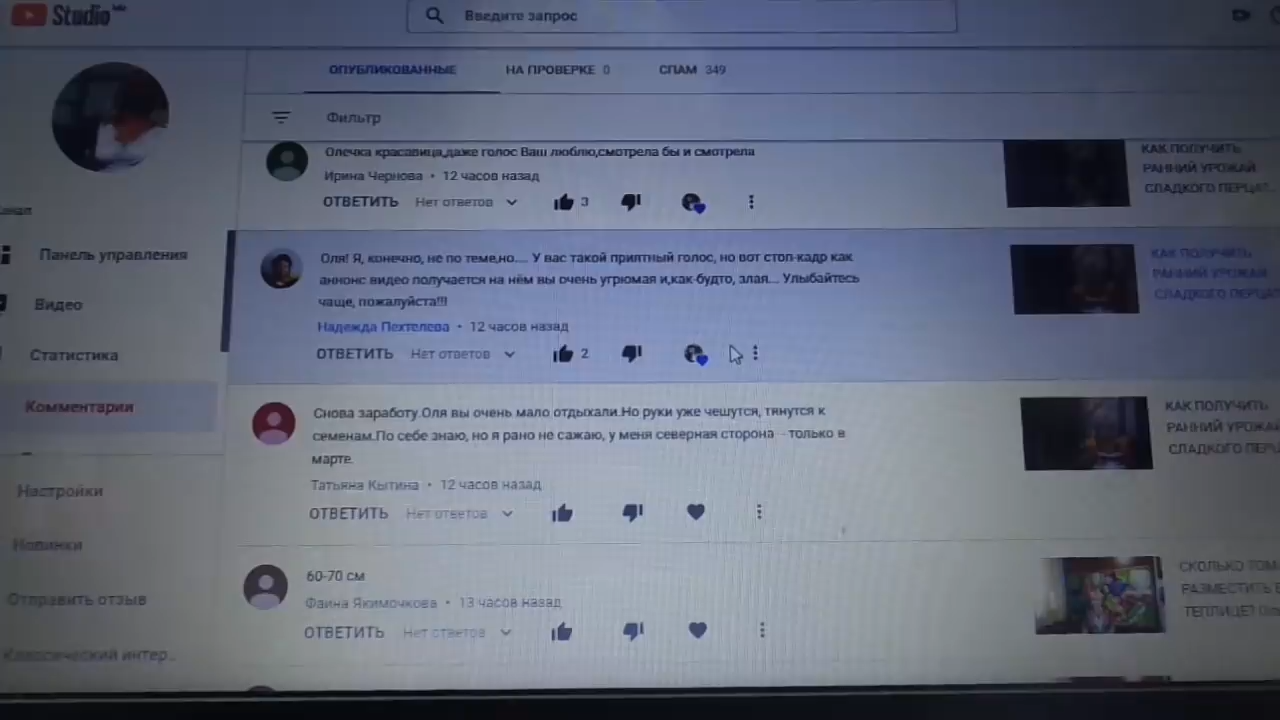 Studio
Введите запрос
ОПУБЛИКОВАННЫЕ НА ПРОВЕРКЕ 0 СПАМ 349
Фильтр
Олечка красавица,даже голос Ваш люблю,смотрела бы и смотрела
Ирина Чернова • 12 часов назад
ОТВЕТИТЬ Нет ответов 3
КАК ПОЛУЧИТЬ
РАННИЙ УРОЖАЙ
СЛАДКОГО ПЕРЦА?..
Панель управления
Видео
Статистика
Комментарии
Настройки
Новинки
Отправить отзыв
Классический интер...
Оля! Я, конечно, не по теме,но.... У вас такой приятный голос, но вот стоп-кадр как
аннонс видео получается на нём вы очень угрюмая и,как-будто, злая... Улыбайтесь
чаще, пожалуйста!!!
Надежда Пехтелева • 12 часов назад
ОТВЕТИТЬ Нет ответов 2
КАК ПОЛУЧИТЬ
РАННИЙ УРОЖАЙ
СЛАДКОГО ПЕРЦА
Снова заработу.Оля вы очень мало отдыхали.Но руки уже чешутся, тянутся к
семенам.По себе знаю, но я рано не сажаю, у меня северная сторона - только в
марте.
Татьяна Кытина • 12 часов назад
ОТВЕТИТЬ Нет ответов
КАК ПОЛУЧИТЬ
РАННИЙ УРОЖА
СЛАДКОГО ПЕРЦ
60-70 см
Фаина Якимочкова • 13 часов назад
ОТВЕТИТЬ Нет ответов
СКОЛЬКО ТОМ
РАЗМЕСТИТЬ В
ТЕПЛИЦЕ?